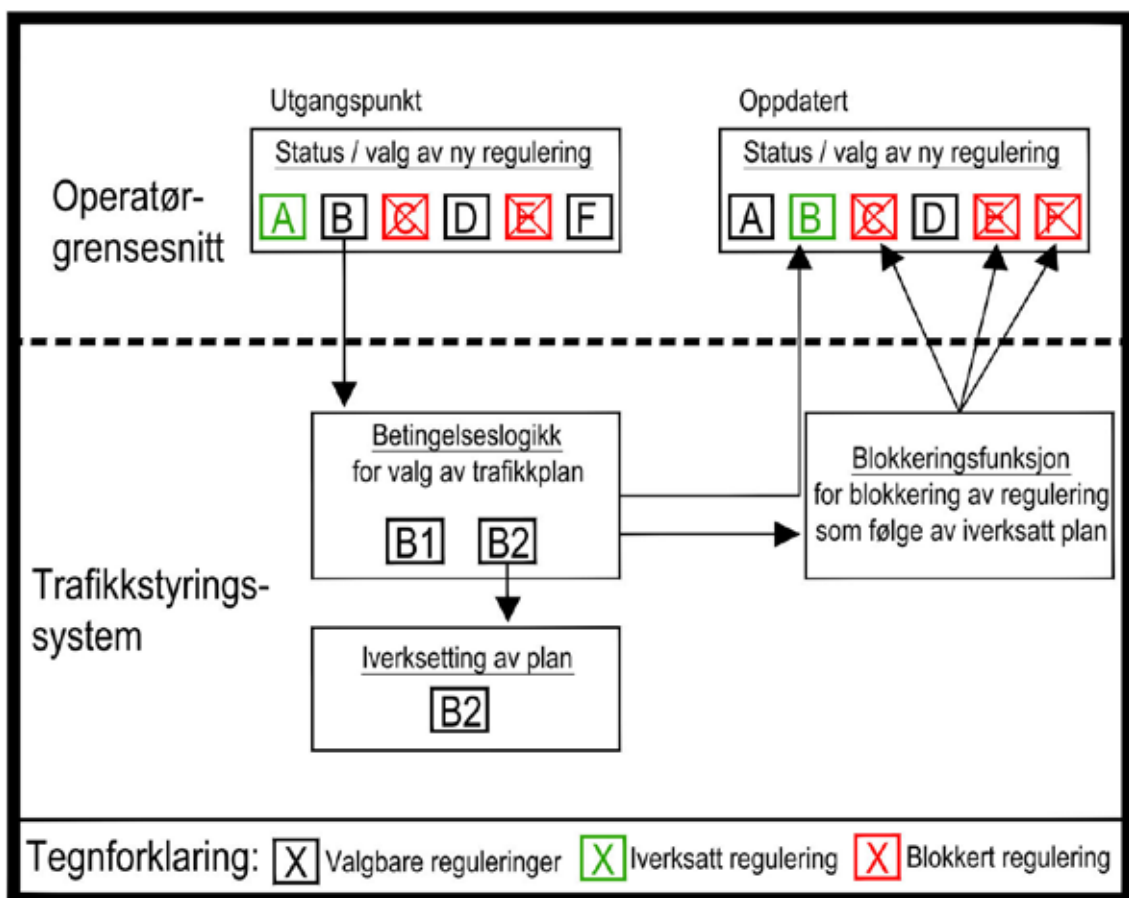 Utgangspunkt
Status / valg av ny regulering
A B C D E F
Oppdatert
Status / valg av ny regulering
A B C D E F
Operatør-
grensesnitt
Betingelseslogikk
for valg av trafikkplan
B1 B2
Blokkeringsfunksjon
for blokkering av regulering
som følge av iverksatt plan
Trafikkstyrings-
system
Iverksetting av plan
B2
Tegnforklaring: X Valgbare reguleringer X Iverksatt regulering X Blokkert regulering